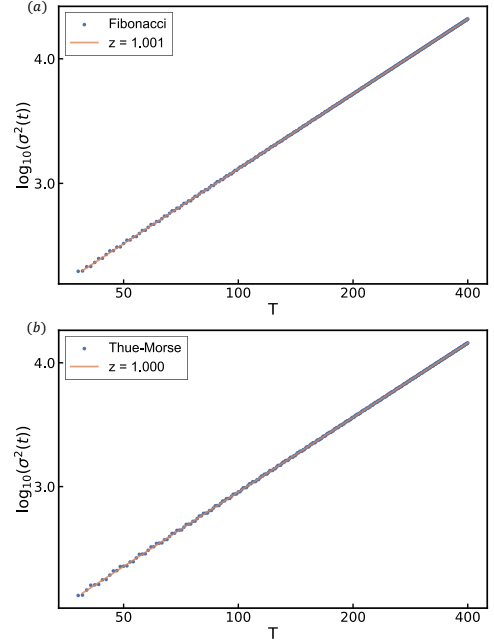 (a)
Fibonacci
z = 1.001
4.0
3.0
log₁₀(σ²(t))
50 100 200 400
T
(b)
Thue-Morse
z = 1.000
4.0
3.0
log₁₀(σ²(t))
50 100 200 400
T